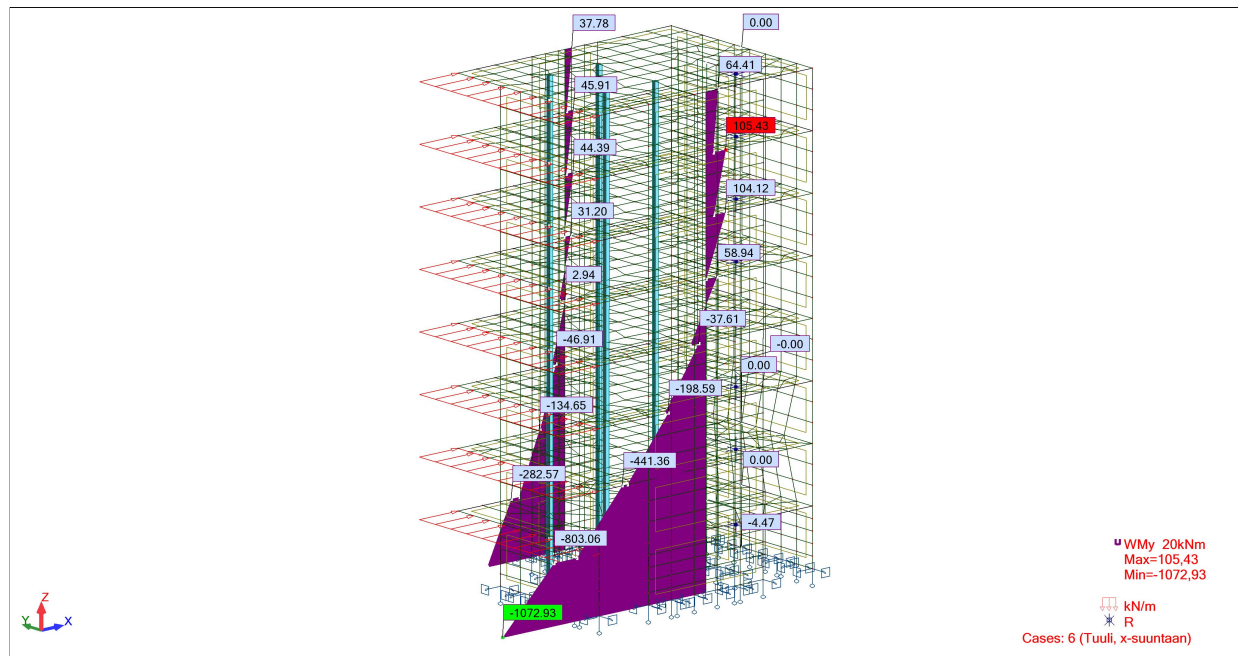 37.78
0.00
64.41
45.91
105.43
44.39
104.12
31.20
58.94
2.94
-37.61
-46.91
-0.00
0.00
-198.59
-134.65
-441.36
0.00
-282.57
-4.47
-803.06
-1072.93
WMy 20kNm
Max=105,43
Min=-1072,93
kN/m
R
Cases: 6 (Tuuli, x-suuntaan)
Z
Y
X